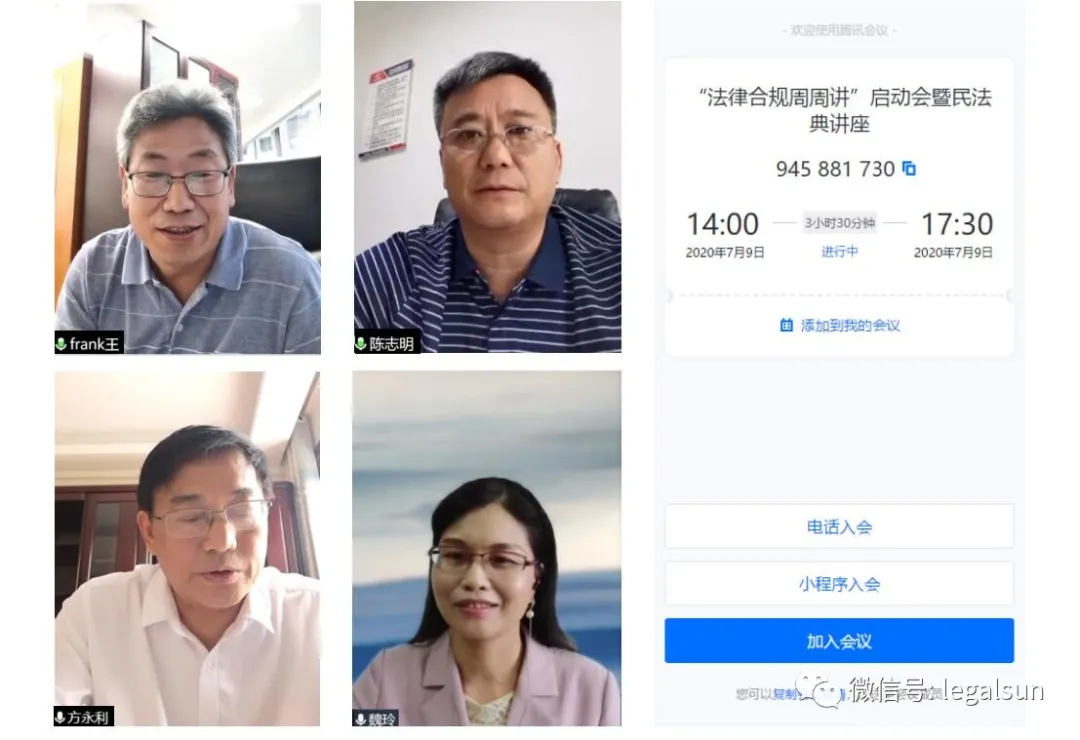 frank王
陈志明
方永利
魏玲
- 欢迎使用腾讯会议 -
“法律合规周周讲”启动会暨民法
典讲座
945 881 730
14:00 3小时30分钟 17:30
2020年7月9日 进行中 2020年7月9日
添加到我的会议
电话入会
小程序入会
加入会议
您可以复制
微信号: legalsun